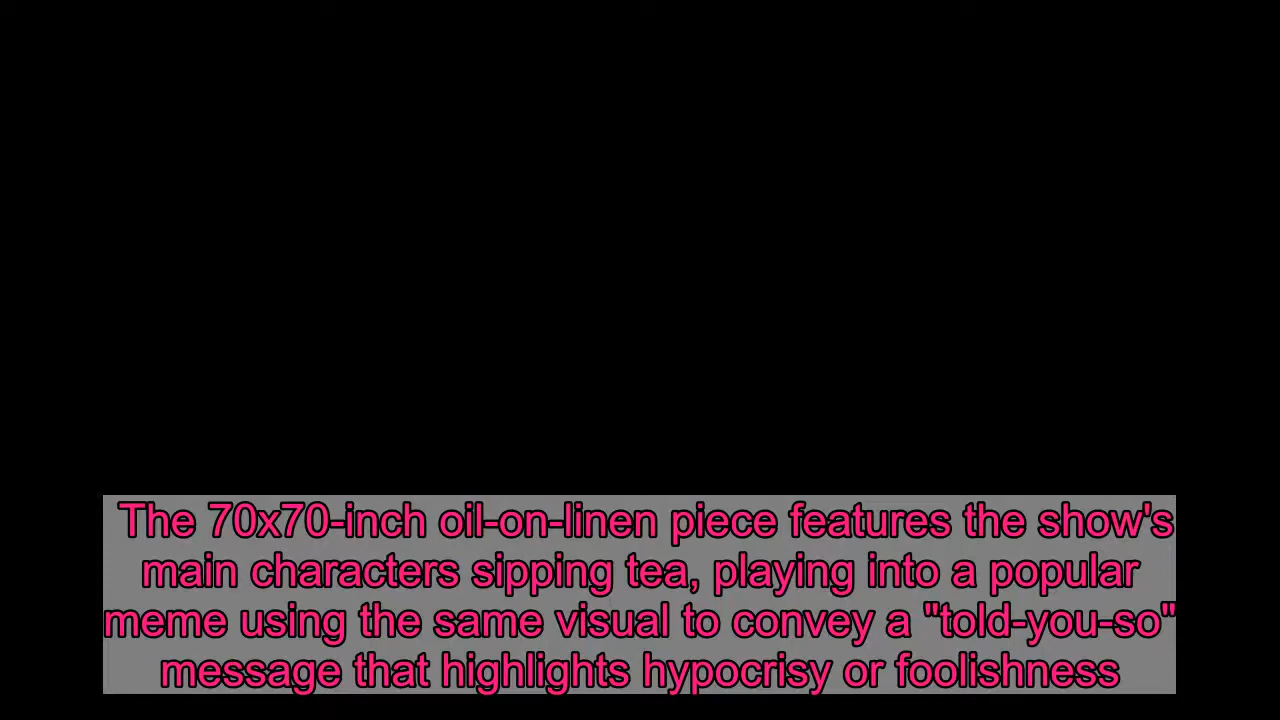 The 70x70-inch oil-on-linen piece features the show's
main characters sipping tea, playing into a popular
meme using the same visual to convey a "told-you-so"
message that highlights hypocrisy or foolishness